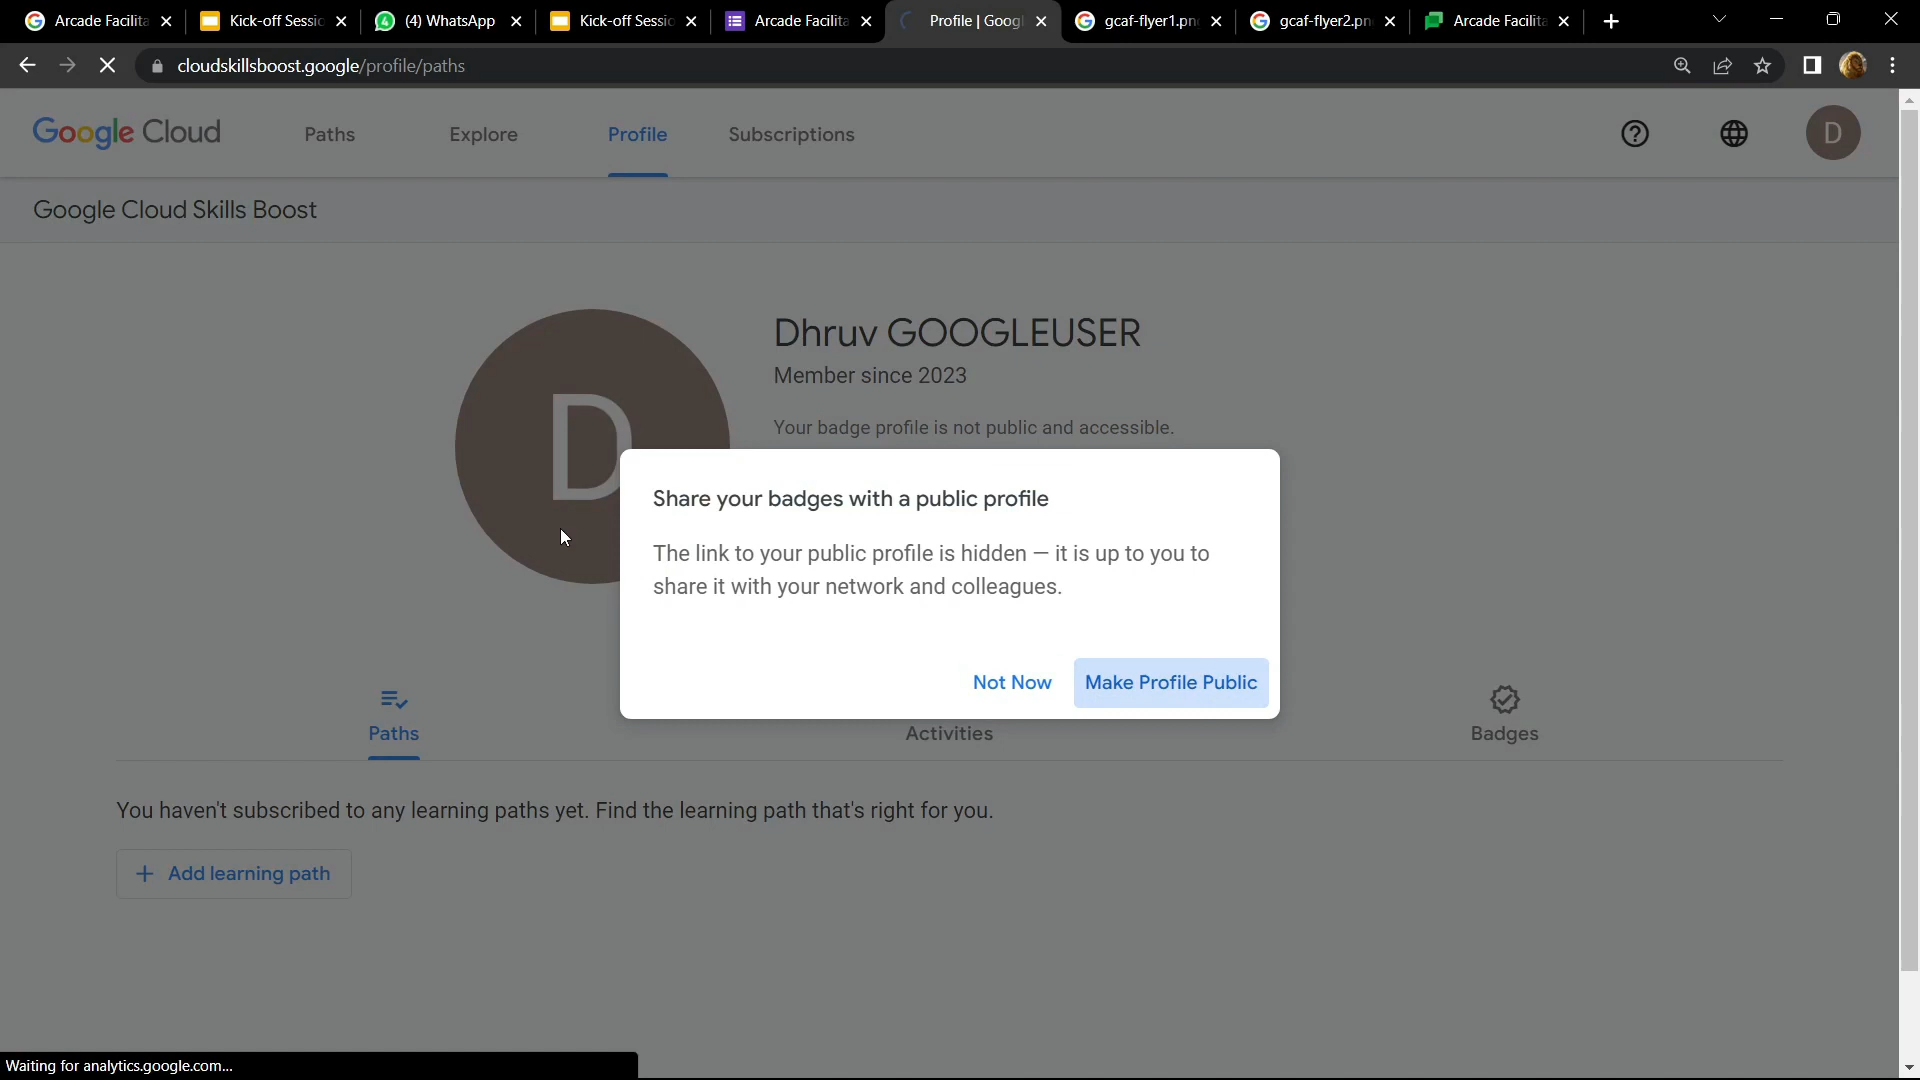 Arcade Facilita
Kick-off Sessic
(4) WhatsApp
Kick-off Sessic
Arcade Facilita
Profile | Googl
gcaf-flyer1.pn
gcaf-flyer2.pn
Arcade Facilita
cloudskillsboost.google/profile/paths
Google Cloud
Paths
Explore
Profile
Subscriptions
D
Google Cloud Skills Boost
D
Dhruv GOOGLEUSER
Member since 2023
Your badge profile is not public and accessible.
Share your badges with a public profile
The link to your public profile is hidden — it is up to you to
share it with your network and colleagues.
Not Now
Make Profile Public
Paths
Activities
Badges
You haven't subscribed to any learning paths yet. Find the learning path that's right for you.
+ Add learning path
Waiting for analytics.google.com...